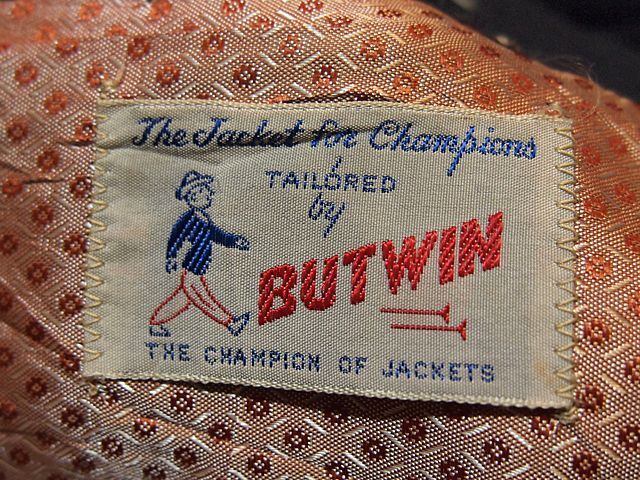 The Jacket for Champions
TAILORED
by
BUTWIN
THE CHAMPION OF JACKETS